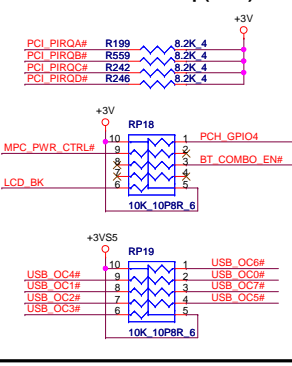 +3V
PCI_PIRQA# R199 8.2K_4
PCI_PIRQB# R559 8.2K_4
PCI_PIRQC# R242 8.2K_4
PCI_PIRQD# R246 8.2K_4
+3V
RP18
10 1 PCH_GPIO4
MPC_PWR_CTRL# 9 2
8 3 BT_COMBO_EN#
7 4
LCD_BK 6 5
10K_10P8R_6
+3VS5
RP19
10 1 USB_OC6#
USB_OC4# 9 2 USB_OC0#
USB_OC1# 8 3 USB_OC7#
USB_OC2# 7 4 USB_OC5#
USB_OC3# 6 5
10K_10P8R_6